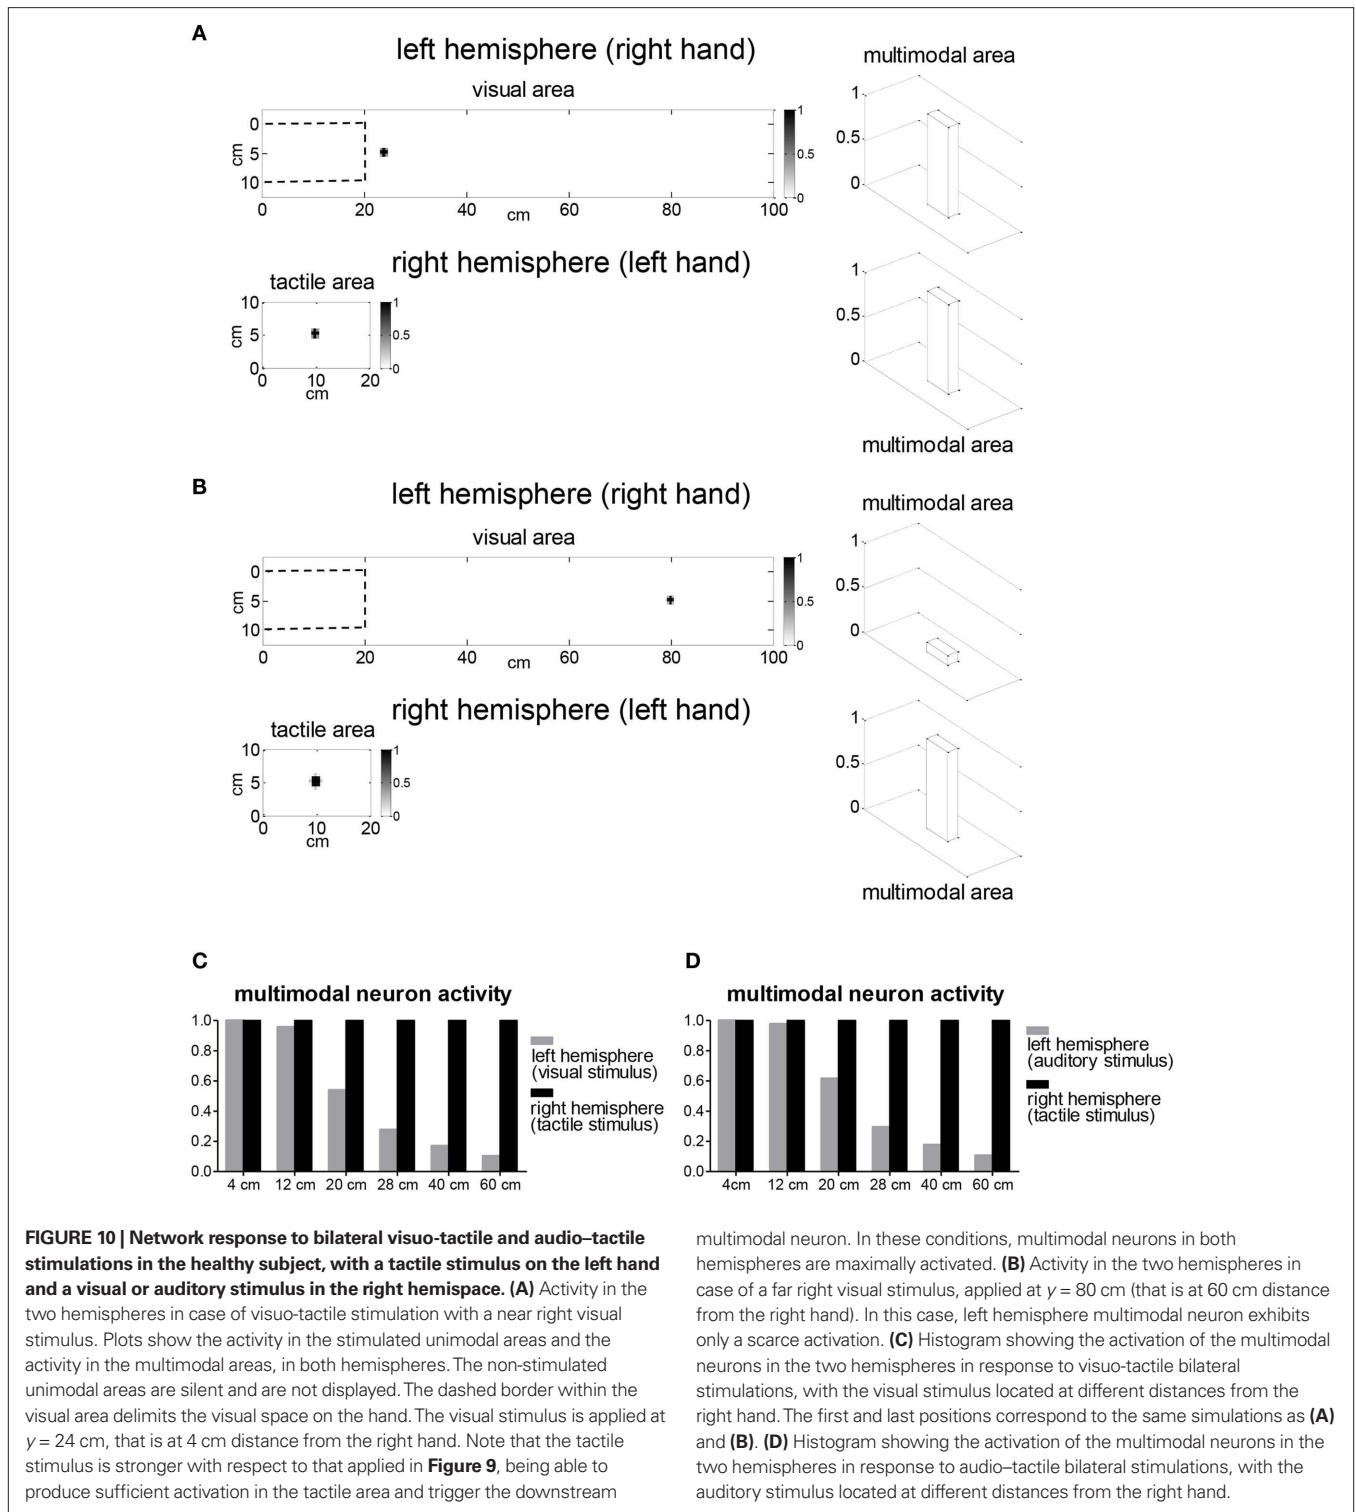 A
left hemisphere (right hand)
visual area
multimodal area
0
5
10
cm
0
20
40
60
80
100
cm
1
0.5
0
1
0.5
0
right hemisphere (left hand)
tactile area
10
5
0
cm
0
10
20
cm
1
0.5
0
1
0.5
0
multimodal area
B
left hemisphere (right hand)
visual area
multimodal area
0
5
10
cm
0
20
40
60
80
100
cm
1
0.5
0
1
0.5
0
right hemisphere (left hand)
tactile area
10
5
0
cm
0
10
20
cm
1
0.5
0
1
0.5
0
multimodal area
C
multimodal neuron activity
1.0
0.8
0.6
0.4
0.2
0.0
4 cm 12 cm 20 cm 28 cm 40 cm 60 cm
left hemisphere
(visual stimulus)
right hemisphere
(tactile stimulus)
D
multimodal neuron activity
1.0
0.8
0.6
0.4
0.2
0.0
4cm 12 cm 20 cm 28 cm 40 cm 60 cm
left hemisphere
(auditory stimulus)
right hemisphere
(tactile stimulus)
FIGURE 10 | Network response to bilateral visuo-tactile and audio–tactile
stimulations in the healthy subject, with a tactile stimulus on the left hand
and a visual or auditory stimulus in the right hemispace. (A) Activity in the
two hemispheres in case of visuo-tactile stimulation with a near right visual
stimulus. Plots show the activity in the stimulated unimodal areas and the
activity in the multimodal areas, in both hemispheres. The non-stimulated
unimodal areas are silent and are not displayed. The dashed border within the
visual area delimits the visual space on the hand. The visual stimulus is applied at
y = 24 cm, that is at 4 cm distance from the right hand. Note that the tactile
stimulus is stronger with respect to that applied in Figure 9, being able to
produce sufficient activation in the tactile area and trigger the downstream
multimodal neuron. In these conditions, multimodal neurons in both
hemispheres are maximally activated. (B) Activity in the two hemispheres in
case of a far right visual stimulus, applied at y = 80 cm (that is at 60 cm distance
from the right hand). In this case, left hemisphere multimodal neuron exhibits
only a scarce activation. (C) Histogram showing the activation of the multimodal
neurons in the two hemispheres in response to visuo-tactile bilateral
stimulations, with the visual stimulus located at different distances from the
right hand. The first and last positions correspond to the same simulations as (A)
and (B). (D) Histogram showing the activation of the multimodal neurons in the
two hemispheres in response to audio–tactile bilateral stimulations, with the
auditory stimulus located at different distances from the right hand.